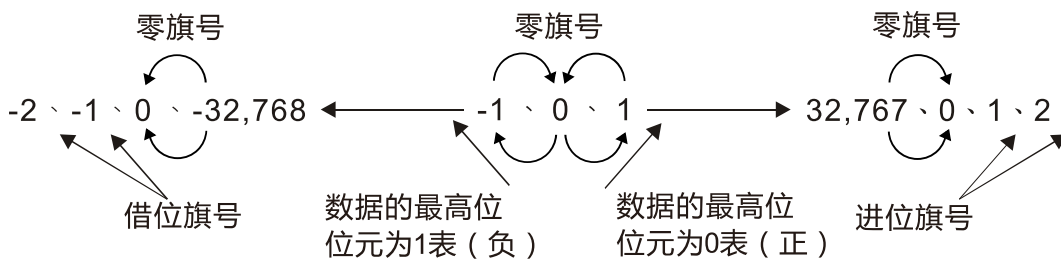 零旗号 零旗号 零旗号
-2、-1、0、-32,768 -1、0、1 32,767、0、1、2
借位旗号 数据的最高位 数据的最高位 进位旗号
位元为1表（负） 位元为0表（正）